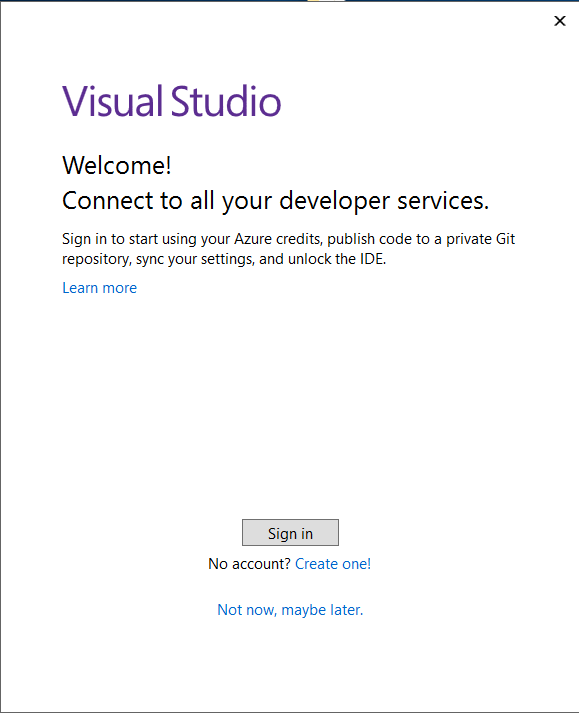 Visual Studio
Welcome!
Connect to all your developer services.
Sign in to start using your Azure credits, publish code to a private Git
repository, sync your settings, and unlock the IDE.
Learn more
Sign in
No account? Create one!
Not now, maybe later.